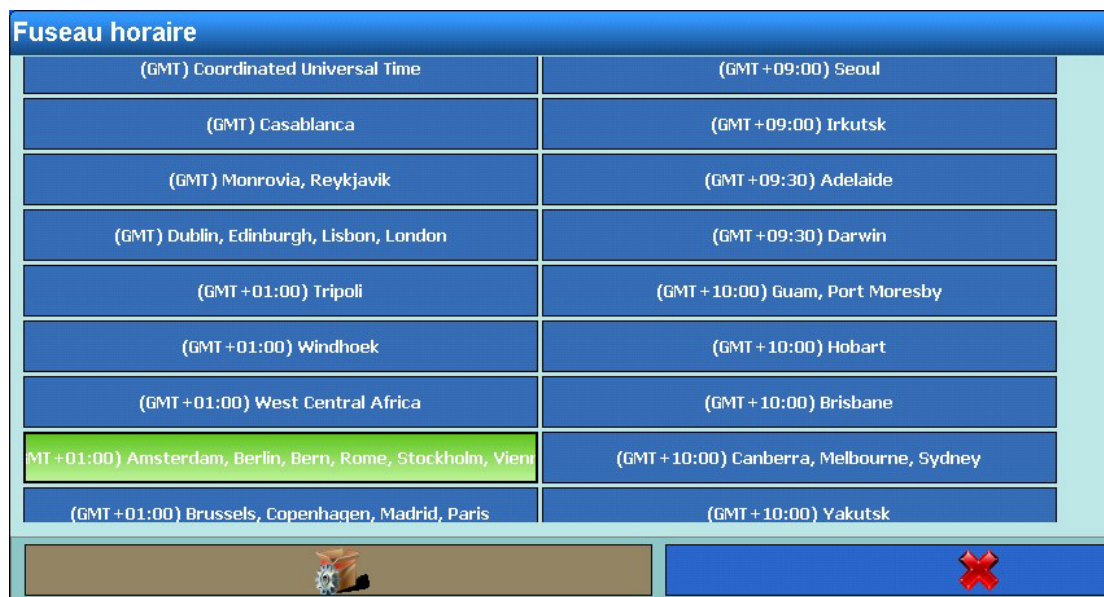 Fuseau horaire
(GMT) Coordinated Universal Time
(GMT+09:00) Seoul
(GMT) Casablanca
(GMT+09:00) Irkutsk
(GMT) Monrovia, Reykjavik
(GMT+09:30) Adelaide
(GMT) Dublin, Edinburgh, Lisbon, London
(GMT+09:30) Darwin
(GMT+01:00) Tripoli
(GMT+10:00) Guam, Port Moresby
(GMT+01:00) Windhoek
(GMT+10:00) Hobart
(GMT+01:00) West Central Africa
(GMT+10:00) Brisbane
MT+01:00) Amsterdam, Berlin, Bern, Rome, Stockholm, Vien
(GMT+10:00) Canberra, Melbourne, Sydney
(GMT+01:00) Brussels, Copenhagen, Madrid, Paris
(GMT+10:00) Yakutsk